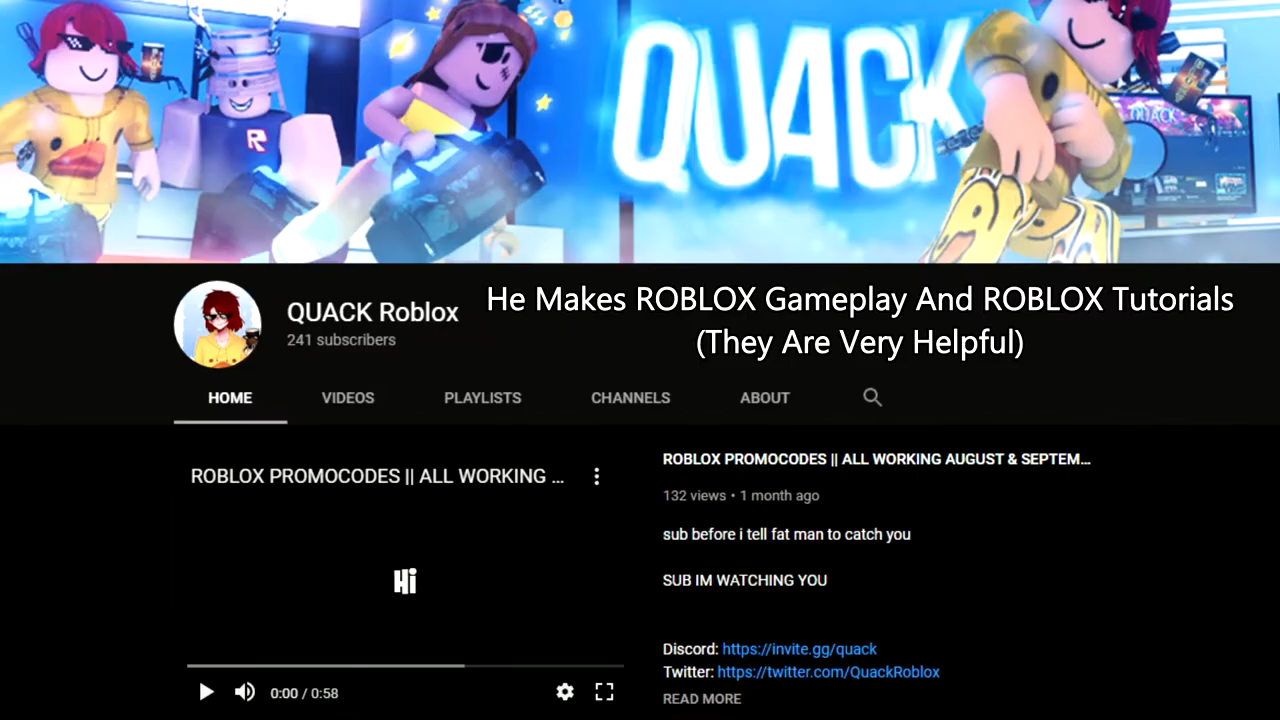 QUACK
QUACK
QUACK Roblox
241 subscribers
He Makes ROBLOX Gameplay And ROBLOX Tutorials
(They Are Very Helpful)
HOME VIDEOS PLAYLISTS CHANNELS ABOUT
ROBLOX PROMOCODES || ALL WORKING ...
Hi
0:00 / 0:58
ROBLOX PROMOCODES || ALL WORKING AUGUST & SEPTEM...
132 views • 1 month ago
sub before i tell fat man to catch you
SUB IM WATCHING YOU
Discord: https://invite.gg/quack
Twitter: https://twitter.com/QuackRoblox
READ MORE